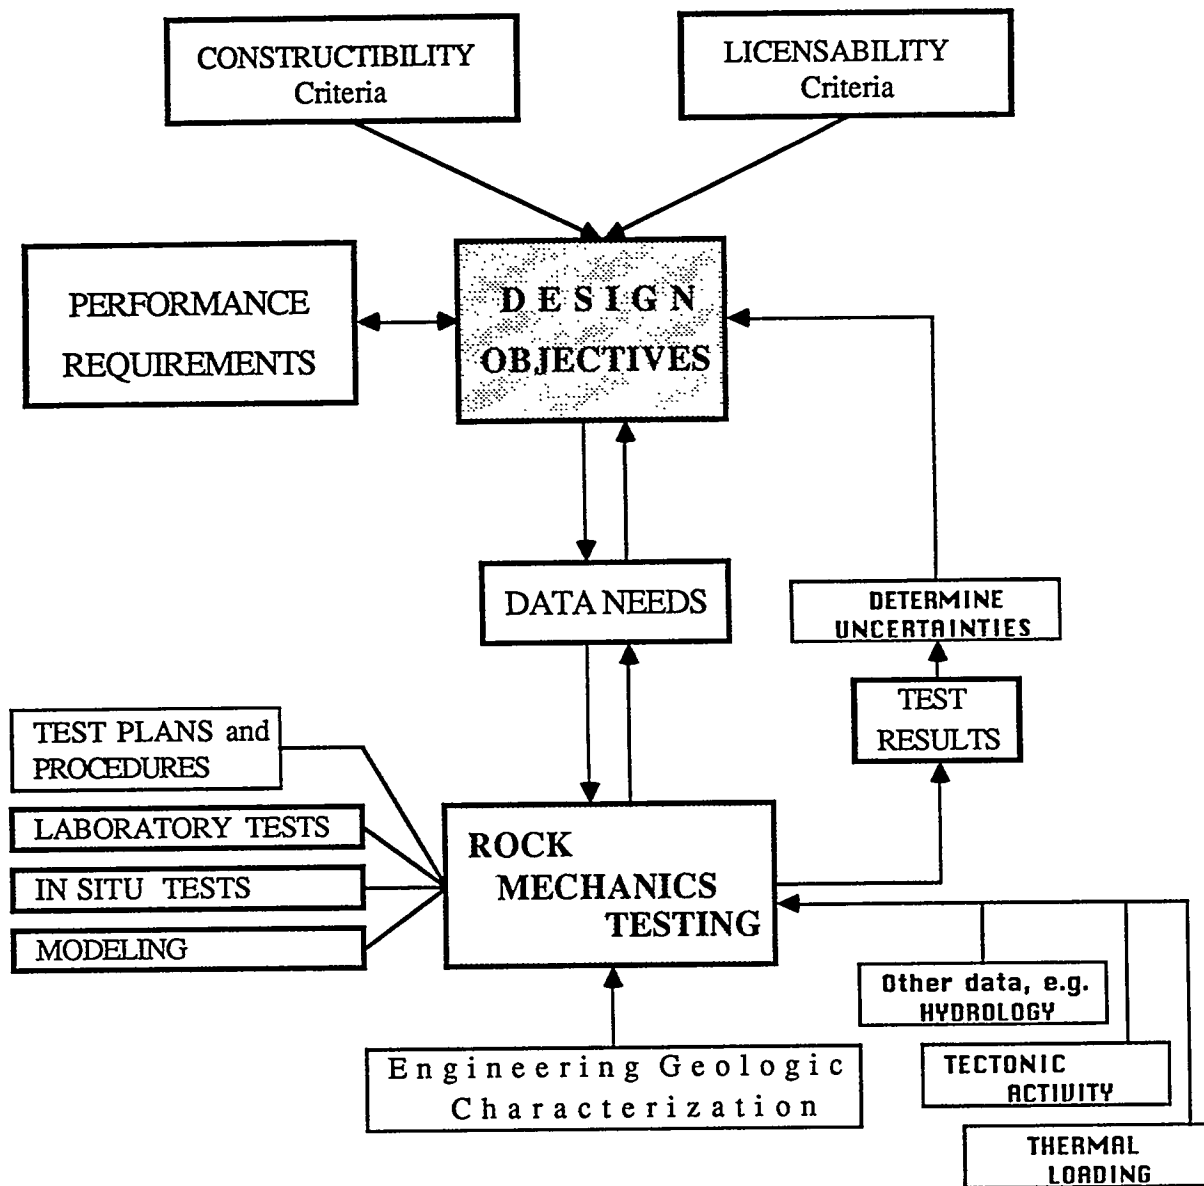 CONSTRUCTIBILITY
Criteria
LICENSABILITY
Criteria
PERFORMANCE
REQUIREMENTS
DESIGN
OBJECTIVES
DATA NEEDS
DETERMINE
UNCERTAINTIES
TEST
RESULTS
TEST PLANS and
PROCEDURES
LABORATORY TESTS
IN SITU TESTS
MODELING
ROCK
MECHANICS
TESTING
Other data, e.g.
HYDROLOGY
TECTONIC
ACTIVITY
THERMAL
LOADING
Engineering Geologic
Characterization